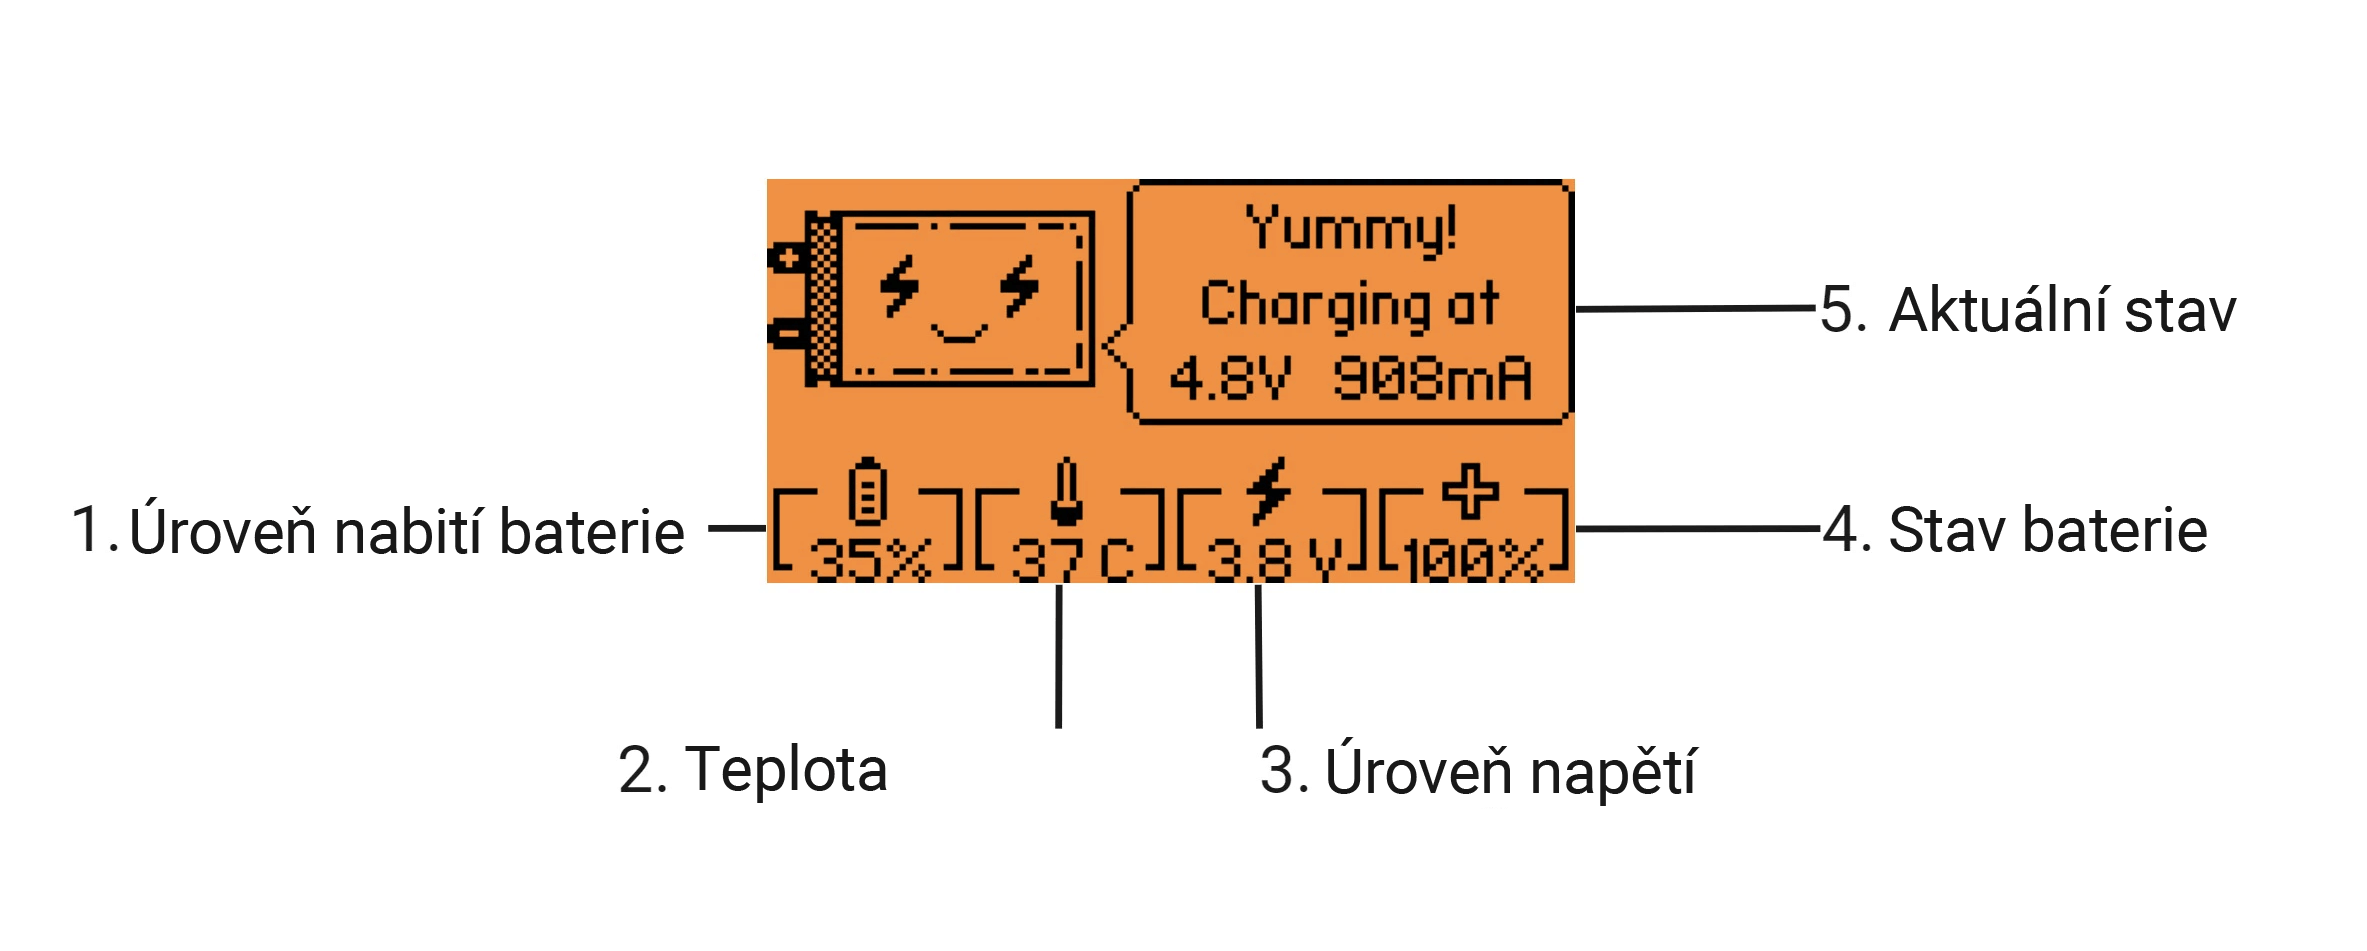 Yummy!
Charging at
4.8V 908mA
35%
37 C
3.8 V
100%
1. Úroveň nabití baterie
2. Teplota
3. Úroveň napětí
4. Stav baterie
5. Aktuální stav